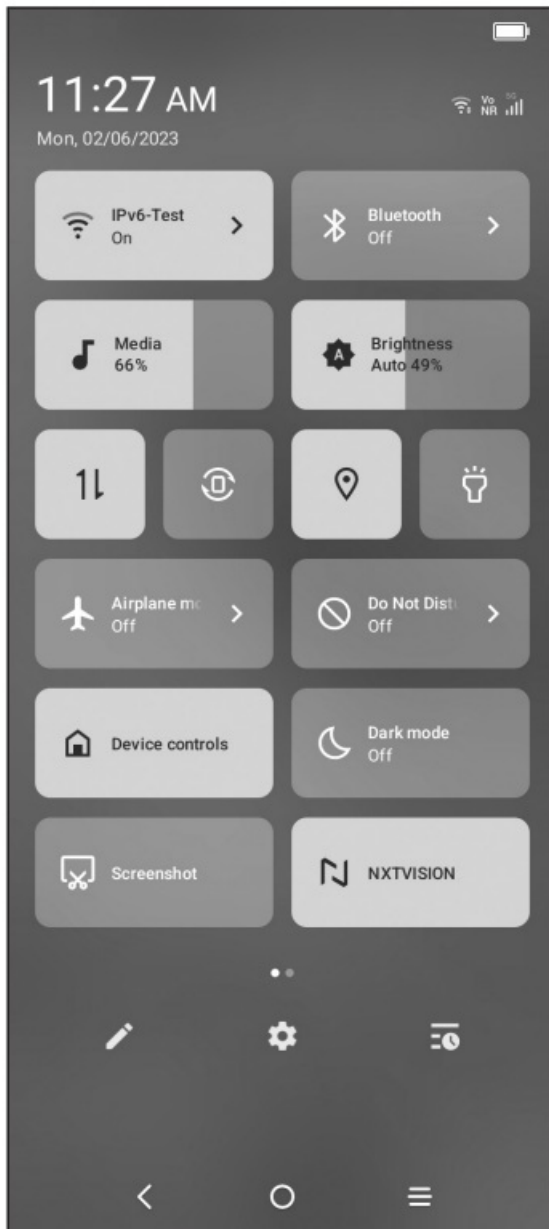 11:27 AM
Vo 5G
NR
Mon, 02/06/2023
IPv6-Test
On
Bluetooth
Off
Media
66%
Brightness
Auto 49%
A
Airplane mo
Off
Do Not Distu
Off
Device controls
Dark mode
Off
Screenshot
NXTVISION